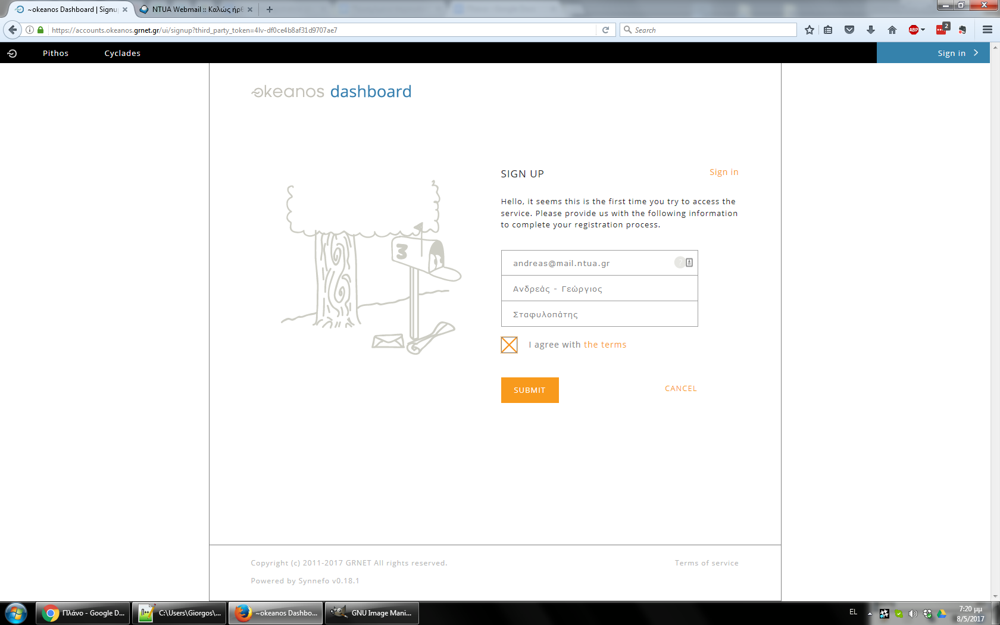 ~okeanos Dashboard | Signup
NTUA Webmail :: Καλώς ήρθ
https://accounts.okeanos.grnet.gr/ui/signup?third_party_token=4lv-df0ce4b8af31d9707ae7
Search
ABP
2
Pithos
Cyclades
Sign in
okeanos dashboard
SIGN UP
Sign in
Hello, it seems this is the first time you try to access the
service. Please provide us with the following information
to complete your registration process.
3
andreas@mail.ntua.gr
?
Ανδρεάς - Γεώργιος
Σταφυλοπάτης
I agree with the terms
SUBMIT
CANCEL
Copyright (c) 2011-2017 GRNET All rights reserved.
Terms of service
Powered by Synnefo v0.18.1
Πλάνο - Google D...
C:\Users\Giorgos\...
~okeanos Dashbo...
GNU Image Mani...
EL
7:20 μμ
8/5/2017